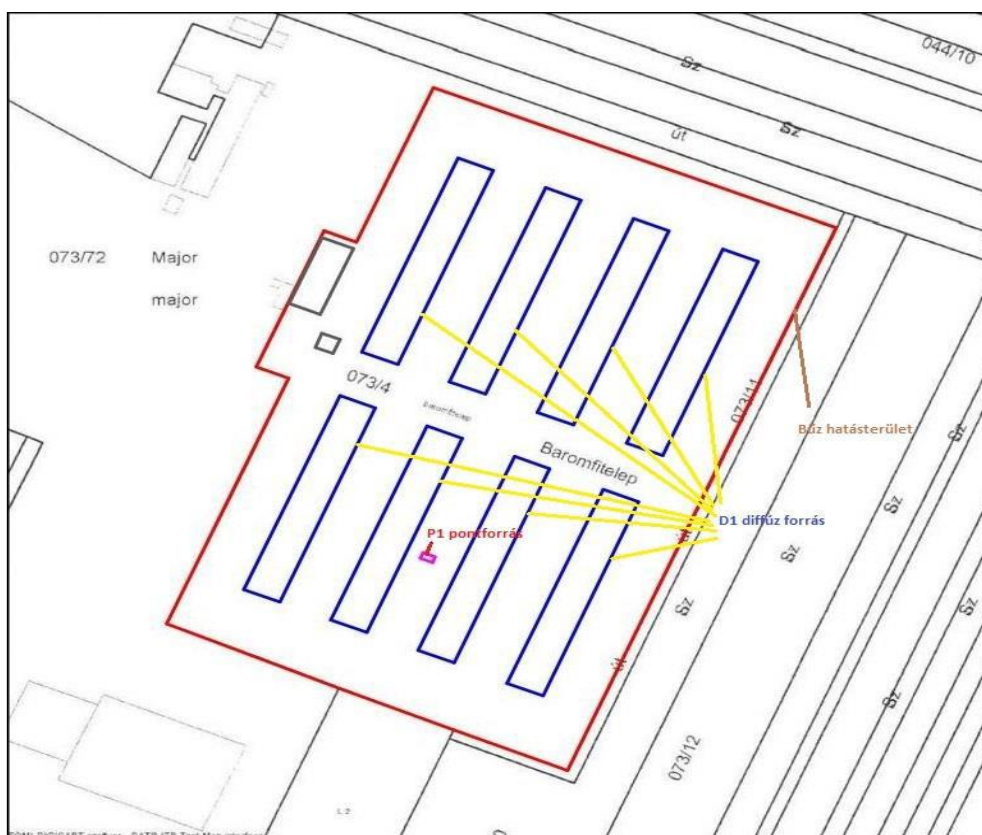 044/10
Sz
Sz
út
073/72
Major
major
073/4
Baromfitelep
073/11
Bűz hatásterület
D1 diffúz forrás
P1 pontforrás
út
út
Sz
Sz
Sz
Sz
Sz
Sz
073/12